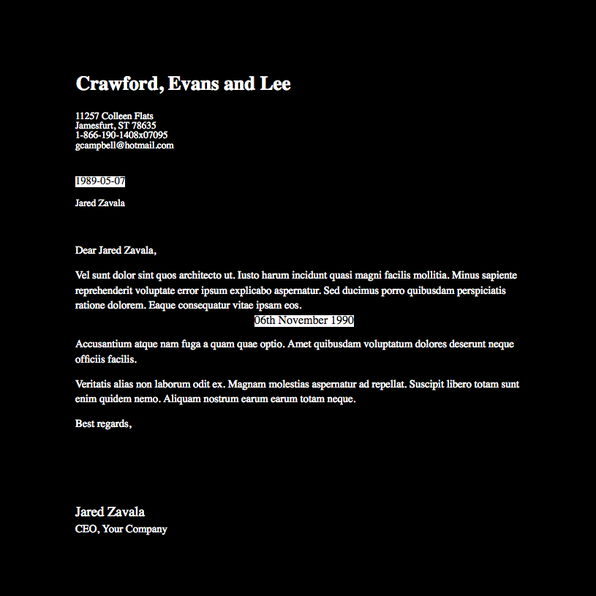 Crawford, Evans and Lee
11257 Colleen Flats
Jamesfurt, ST 78635
1-866-190-1408x07095
gcampbell@hotmail.com
1989-05-07
Jared Zavala
Dear Jared Zavala,
Vel sunt dolor sint quos architecto ut. Iusto harum incidunt quasi magni facilis mollitia. Minus sapiente
reprehenderit voluptate error ipsum explicabo aspernatur. Sed ducimus porro quibusdam perspiciatis
ratione dolorem. Eaque consequatur vitae ipsam eos.
06th November 1990
Accusantium atque nam fuga a quam quae optio. Amet quibusdam voluptatum dolores deserunt neque
officiis facilis.
Veritatis alias non laborum odit ex. Magnam molestias aspernatur ad repellat. Suscipit libero totam sunt
enim quidem nemo. Aliquam nostrum earum earum totam neque.
Best regards,
Jared Zavala
CEO, Your Company